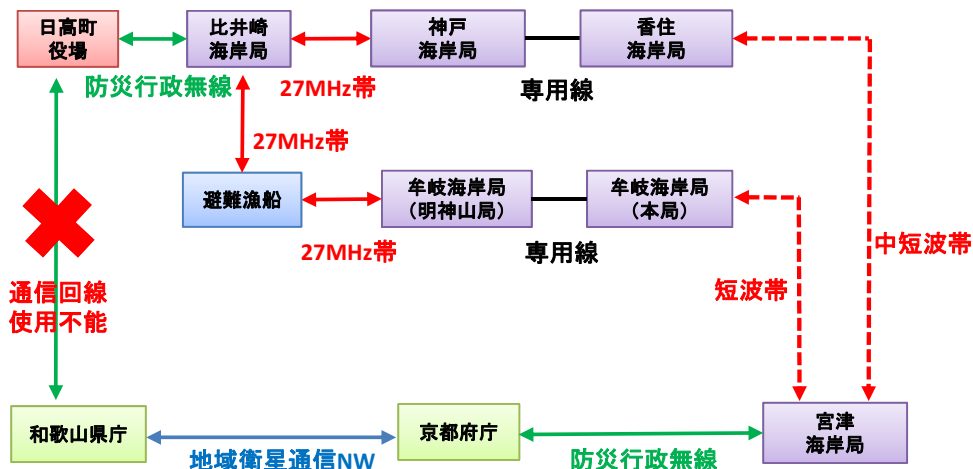 日高町
役場
比井崎
海岸局
神戸
海岸局
香住
海岸局
防災行政無線
27MHz帯
専用線
27MHz帯
避難漁船
牟岐海岸局
（明神山局）
牟岐海岸局
（本局）
27MHz帯
専用線
中短波帯
短波帯
通信回線
使用不能
和歌山県庁
京都府庁
宮津
海岸局
地域衛星通信NW
防災行政無線